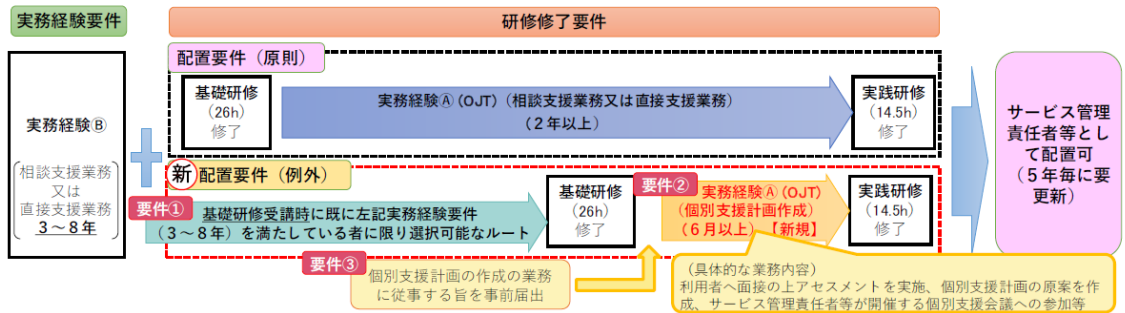 実務経験要件
研修修了要件
実務経験Ⓑ
相談支援業務
又は
直接支援業務
3～8年
配置要件（原則）
基礎研修
（26h）
修了
実務経験Ⓐ（OJT）（相談支援業務又は直接支援業務）
（２年以上）
実践研修
（14.5h）
修了
新 配置要件（例外）
要件①
基礎研修受講時に既に左記実務経験要件
（３～８年）を満たしている者に限り選択可能なルート
基礎研修
（26h）
修了
要件②
実務経験Ⓐ（OJT）
（個別支援計画作成）
（６月以上）【新規】
実践研修
（14.5h）
修了
要件③
個別支援計画の作成の業務
に従事する旨を事前届出
（具体的な業務内容）
利用者へ面接の上アセスメントを実施、個別支援計画の原案を作
成、サービス管理責任者等が開催する個別支援会議への参加等
サービス管理
責任者等とし
て配置可
（５年毎に要
更新）